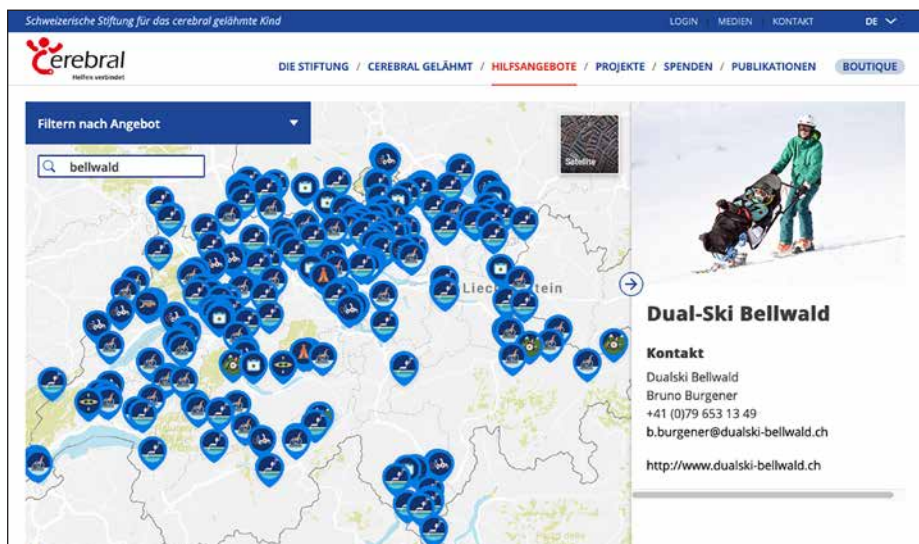 Schweizerische Stiftung für das cerebral gelähmte Kind
LOGIN MEDIEN KONTAKT DE
Cerebral
Helfen verbindet
DIE STIFTUNG / CEREBRAL GELÄHMT / HILFSANGEBOTE / PROJEKTE / SPENDEN / PUBLIKATIONEN BOUTIQUE
Filtern nach Angebot
bellwald
Satellite
Dual-Ski Bellwald
Kontakt
Dualski Bellwald
Bruno Burgener
+41 (0)79 653 13 49
b.burgener@dualski-bellwald.ch
http://www.dualski-bellwald.ch